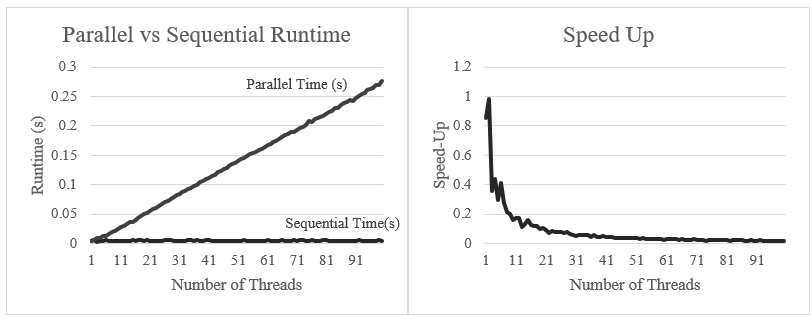 Parallel vs Sequential Runtime
0.3
0.25
0.2
0.15
0.1
0.05
0
Runtime (s)
Parallel Time (s)
Sequential Time(s)
1 11 21 31 41 51 61 71 81 91
Number of Threads
Speed Up
1.2
1
0.8
0.6
0.4
0.2
0
Speed-Up
1 11 21 31 41 51 61 71 81 91
Number of Threads